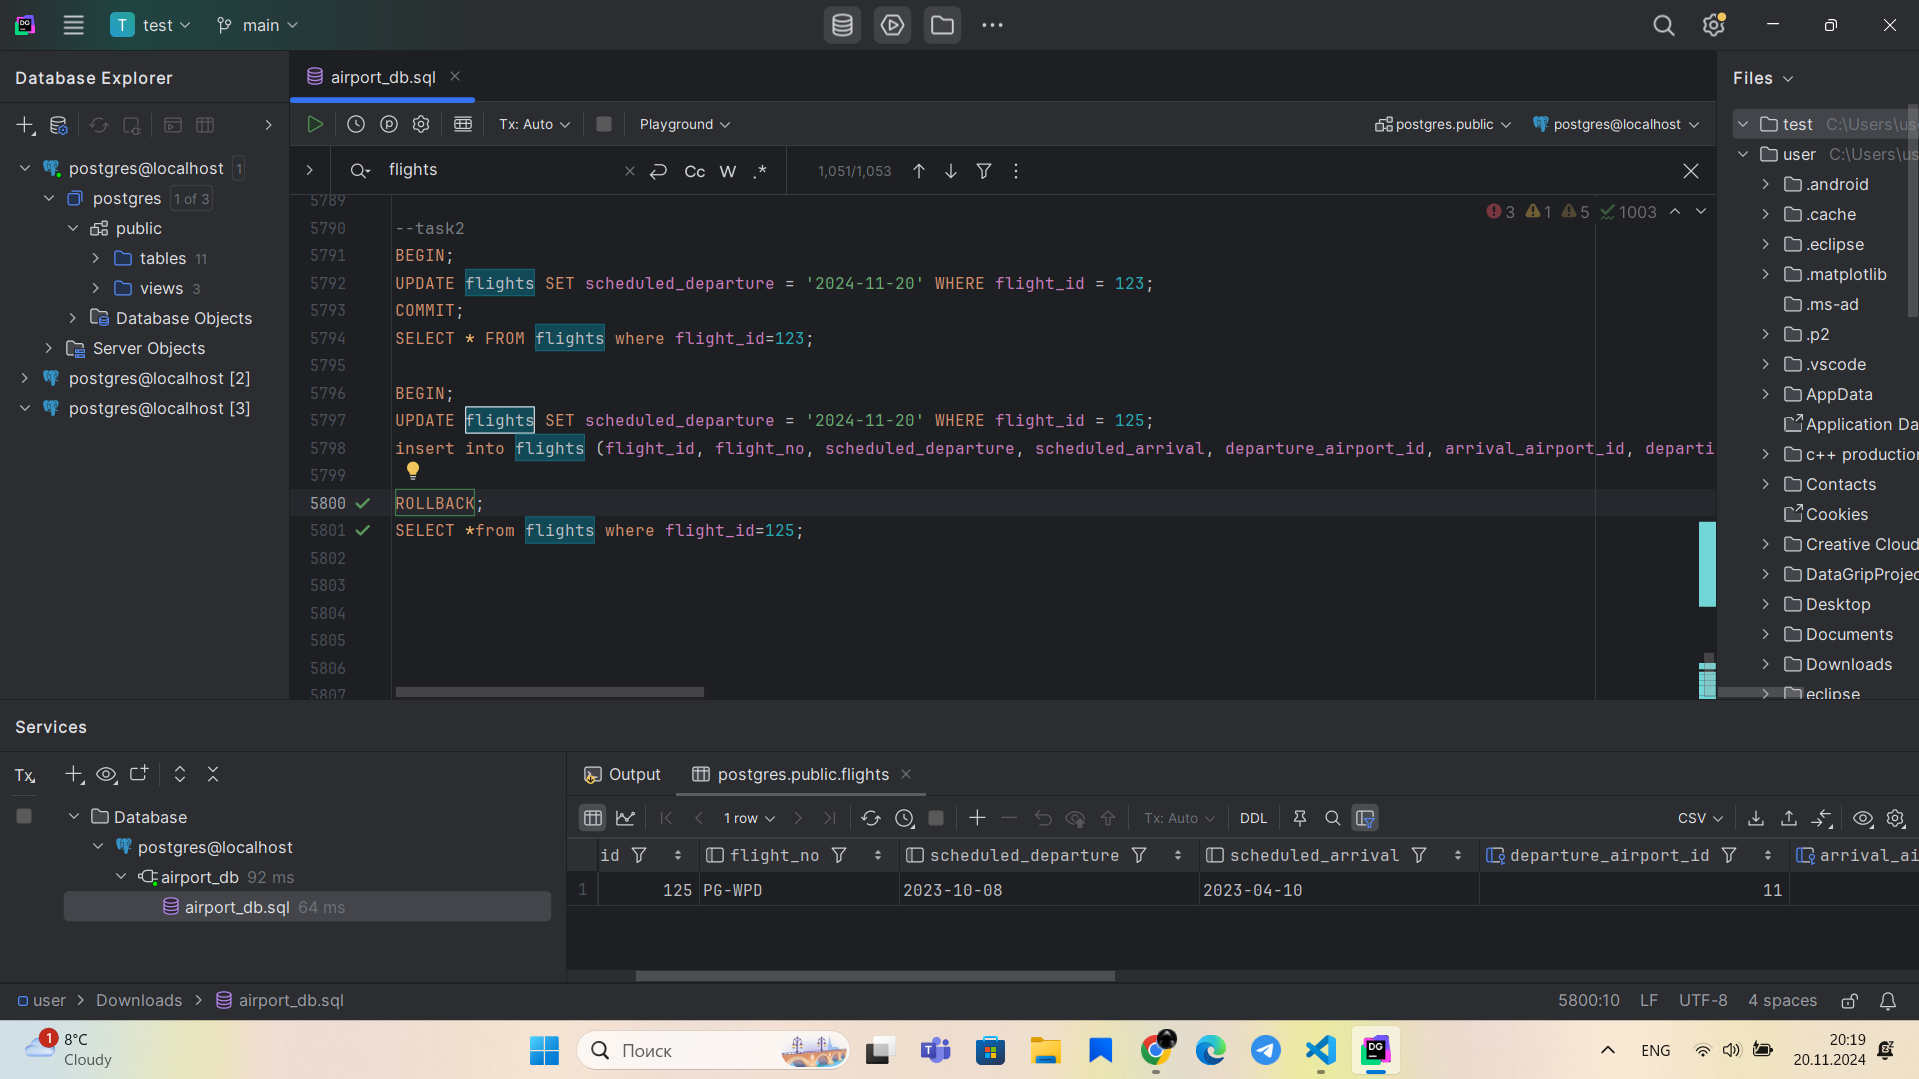 T test main
Database Explorer
airport_db.sql
Files
Tx: Auto Playground postgres.public postgres@localhost
flights Cc W .* 1,051/1,053
3 1 5 1003
postgres@localhost 1
postgres 1 of 3
public
tables 11
views 3
Database Objects
Server Objects
postgres@localhost [2]
postgres@localhost [3]
5789
5790 --task2
5791 BEGIN;
5792 UPDATE flights SET scheduled_departure = '2024-11-20' WHERE flight_id = 123;
5793 COMMIT;
5794 SELECT * FROM flights where flight_id=123;
5795
5796 BEGIN;
5797 UPDATE flights SET scheduled_departure = '2024-11-20' WHERE flight_id = 125;
5798 insert into flights (flight_id, flight_no, scheduled_departure, scheduled_arrival, departure_airport_id, arrival_airport_id, departi
5799
5800 ROLLBACK;
5801 SELECT *from flights where flight_id=125;
5802
5803
5804
5805
5806
5807
test C:\Users\us
user C:\Users\us
.android
.cache
.eclipse
.matplotlib
.ms-ad
.p2
.vscode
AppData
Application Da
c++ production
Contacts
Cookies
Creative Cloud
DataGripProjec
Desktop
Documents
Downloads
eclipse
Services
Tx
Database
postgres@localhost
airport_db 92 ms
airport_db.sql 64 ms
Output postgres.public.flights
1 row Tx: Auto DDL CSV
id flight_no scheduled_departure scheduled_arrival departure_airport_id arrival_ai
1 125 PG-WPD 2023-10-08 2023-04-10 11
user Downloads airport_db.sql
5800:10 LF UTF-8 4 spaces
1 8°C
Cloudy
Поиск
ENG
20:19
20.11.2024